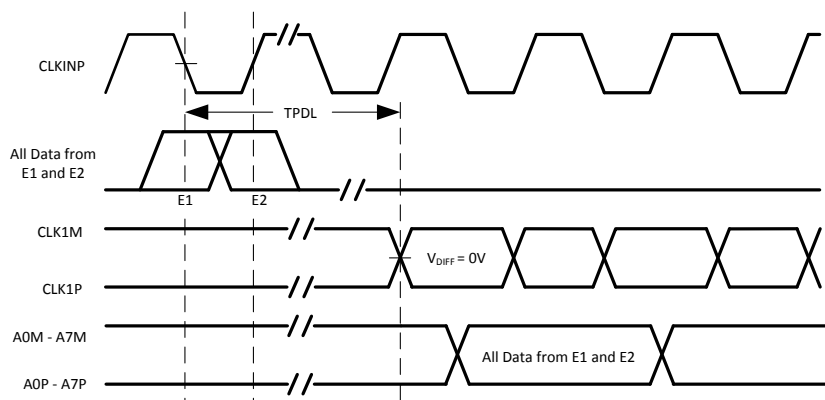 CLKINP
TPDL
All Data from
E1 and E2
E1
E2
CLK1M
V_DIFF = 0V
CLK1P
A0M - A7M
All Data from E1 and E2
A0P - A7P